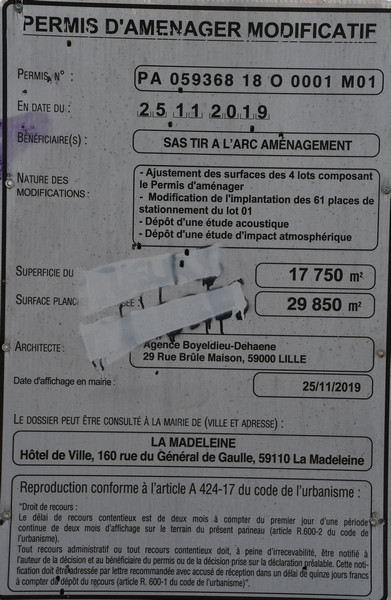 PERMIS D'AMENAGER MODIFICATIF
PERMIS N° : PA 059368 18 O 0001 M01
EN DATE DU : 25 11 2019
BÉNÉFICIAIRE(S) : SAS TIR A L'ARC AMENAGEMENT
NATURE DES
MODIFICATIONS :
- Ajustement des surfaces des 4 lots composant
le Permis d'aménager
- Modification de l'implantation des 61 places de
stationnement du lot 01
- Dépôt d'une étude acoustique
- Dépôt d'une étude d'impact atmosphérique
SUPERFICIE DU 17 750 m²
SURFACE : 29 850 m²
ARCHITECTE : Agence Boyeldieu-Dehaene
29 Rue Brûle Maison, 59000 LILLE
Date d'affichage en mairie : 25/11/2019
LE DOSSIER PEUT ÊTRE CONSULTÉ À LA MAIRIE DE (VILLE ET ADRESSE) :
LA MADELEINE
Hôtel de Ville, 160 rue du Général de Gaulle, 59110 La Madeleine
Reproduction conforme à l'article A 424-17 du code de l'urbanisme :
"Droit de recours :
Le délai de recours contentieux est de deux mois à compter du premier jour d'une période
continue de deux mois d'affichage sur le terrain du présent panneau (article R.600-2 du code de
l'urbanisme).
Tout recours administratif ou tout recours contentieux doit, à peine d'irrecevabilité, être notifié à
l'auteur de la décision et au bénéficiaire du permis ou de la décision prise sur la déclaration préalable. Cette noti-
fication doit être adressée par lettre recommandée avec accusé de réception dans un délai de quinze jours francs
à compter du dépôt du recours (article R. 600-1 du code de l'urbanisme)".